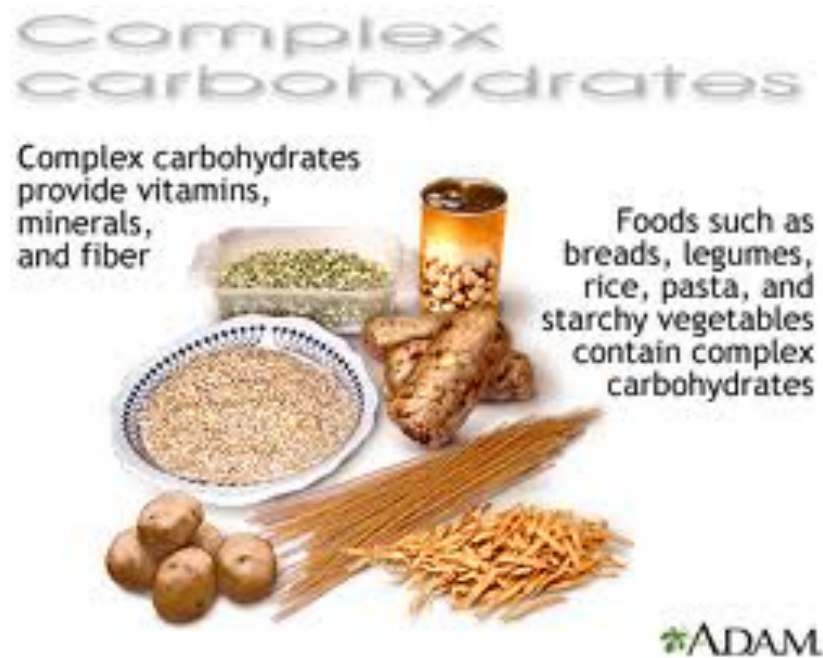 Complex
carbohydrates
Complex carbohydrates
provide vitamins,
minerals,
and fiber
Foods such as
breads, legumes,
rice, pasta, and
starchy vegetables
contain complex
carbohydrates
ADAM.